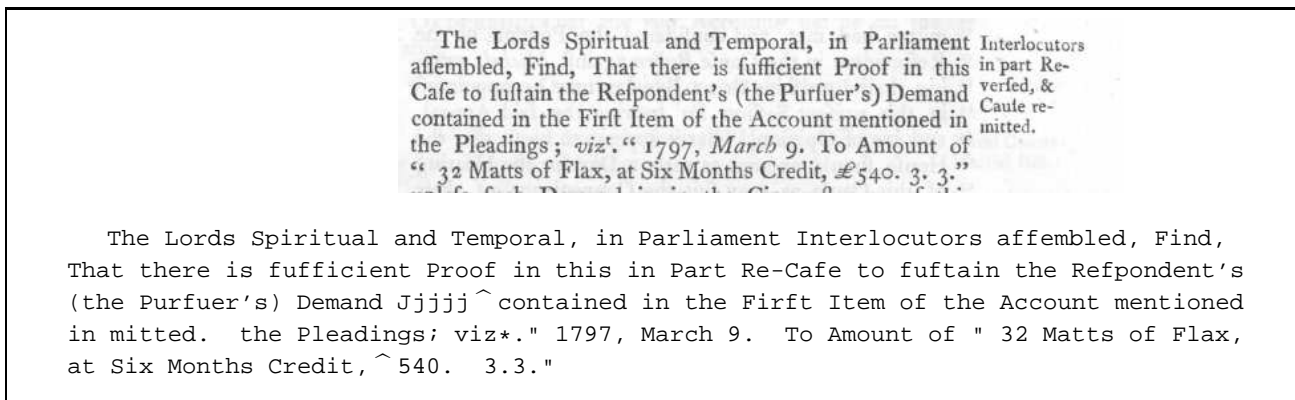 The Lords Spiritual and Temporal, in Parliament
aſſembled, Find, That there is ſufficient Proof in this
Caſe to ſuſtain the Reſpondent's (the Purſuer's) Demand
contained in the Firſt Item of the Account mentioned in
the Pleadings; vizᵗ. “ 1797, March 9. To Amount of
“ 32 Matts of Flax, at Six Months Credit, £540. 3. 3.”
Interlocutors
in part Re-
verſed, &
Cauſe re-
mitted.
The Lords Spiritual and Temporal, in Parliament Interlocutors affembled, Find,
That there is fufficient Proof in this in Part Re-Cafe to fuftain the Refpondent's
(the Purfuer's) Demand Jjjjj^contained in the Firft Item of the Account mentioned
in mitted. the Pleadings; viz*." 1797, March 9. To Amount of " 32 Matts of Flax,
at Six Months Credit,^540. 3.3."